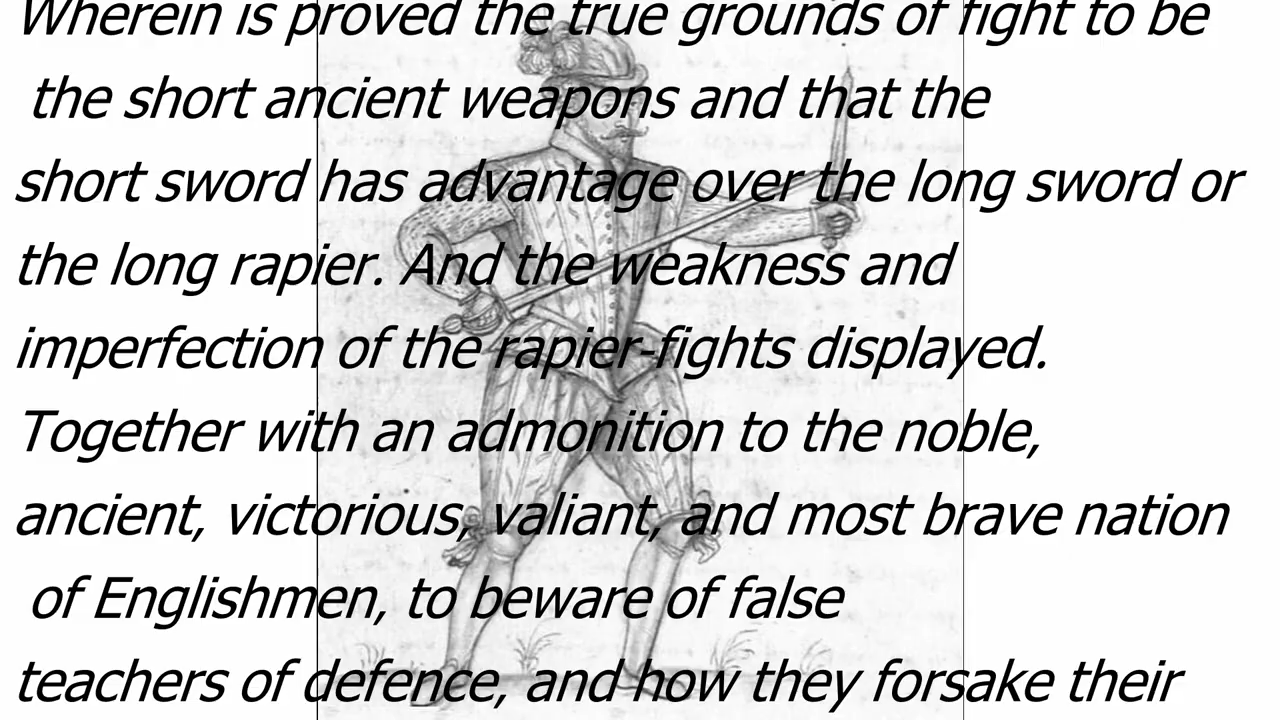 Wherein is proved the true grounds of fight to be
the short ancient weapons and that the
short sword has advantage over the long sword or
the long rapier. And the weakness and
imperfection of the rapier-fights displayed.
Together with an admonition to the noble,
ancient, victorious, valiant, and most brave nation
of Englishmen, to beware of false
teachers of defence, and how they forsake their